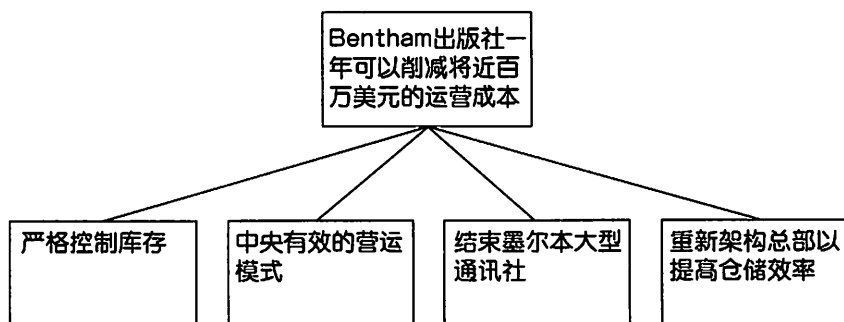 Bentham出版社一
年可以削减将近百
万美元的运营成本
严格控制库存
中央有效的营运
模式
结束墨尔本大型
通讯社
重新架构总部以
提高仓储效率